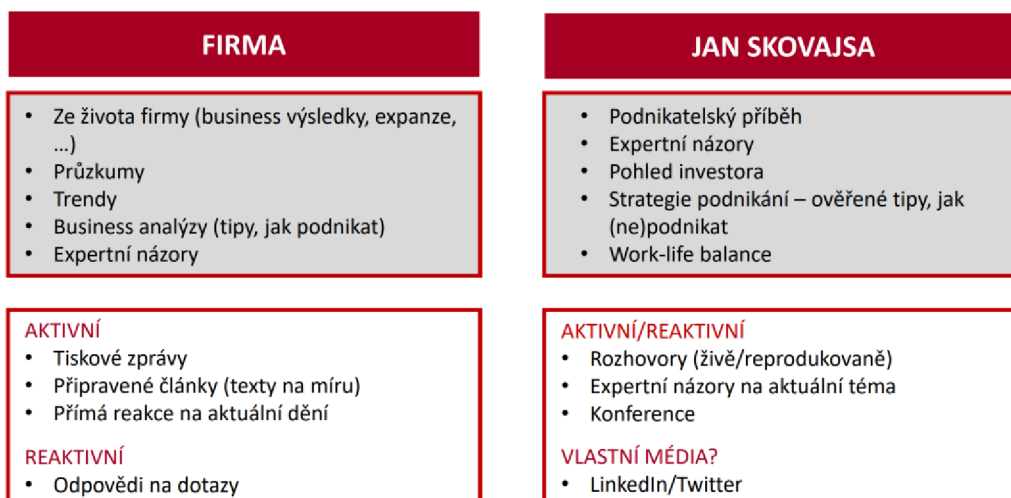 FIRMA
• Ze života firmy (business výsledky, expanze,
…)
• Průzkumy
• Trendy
• Business analýzy (tipy, jak podnikat)
• Expertní názory
AKTIVNÍ
• Tiskové zprávy
• Připravené články (texty na míru)
• Přímá reakce na aktuální dění
REAKTIVNÍ
• Odpovědi na dotazy
JAN SKOVAJSA
• Podnikatelský příběh
• Expertní názory
• Pohled investora
• Strategie podnikání – ověřené tipy, jak
(ne)podnikat
• Work-life balance
AKTIVNÍ/REAKTIVNÍ
• Rozhovory (živě/reprodukovaně)
• Expertní názory na aktuální téma
• Konference
VLASTNÍ MÉDIA?
• LinkedIn/Twitter